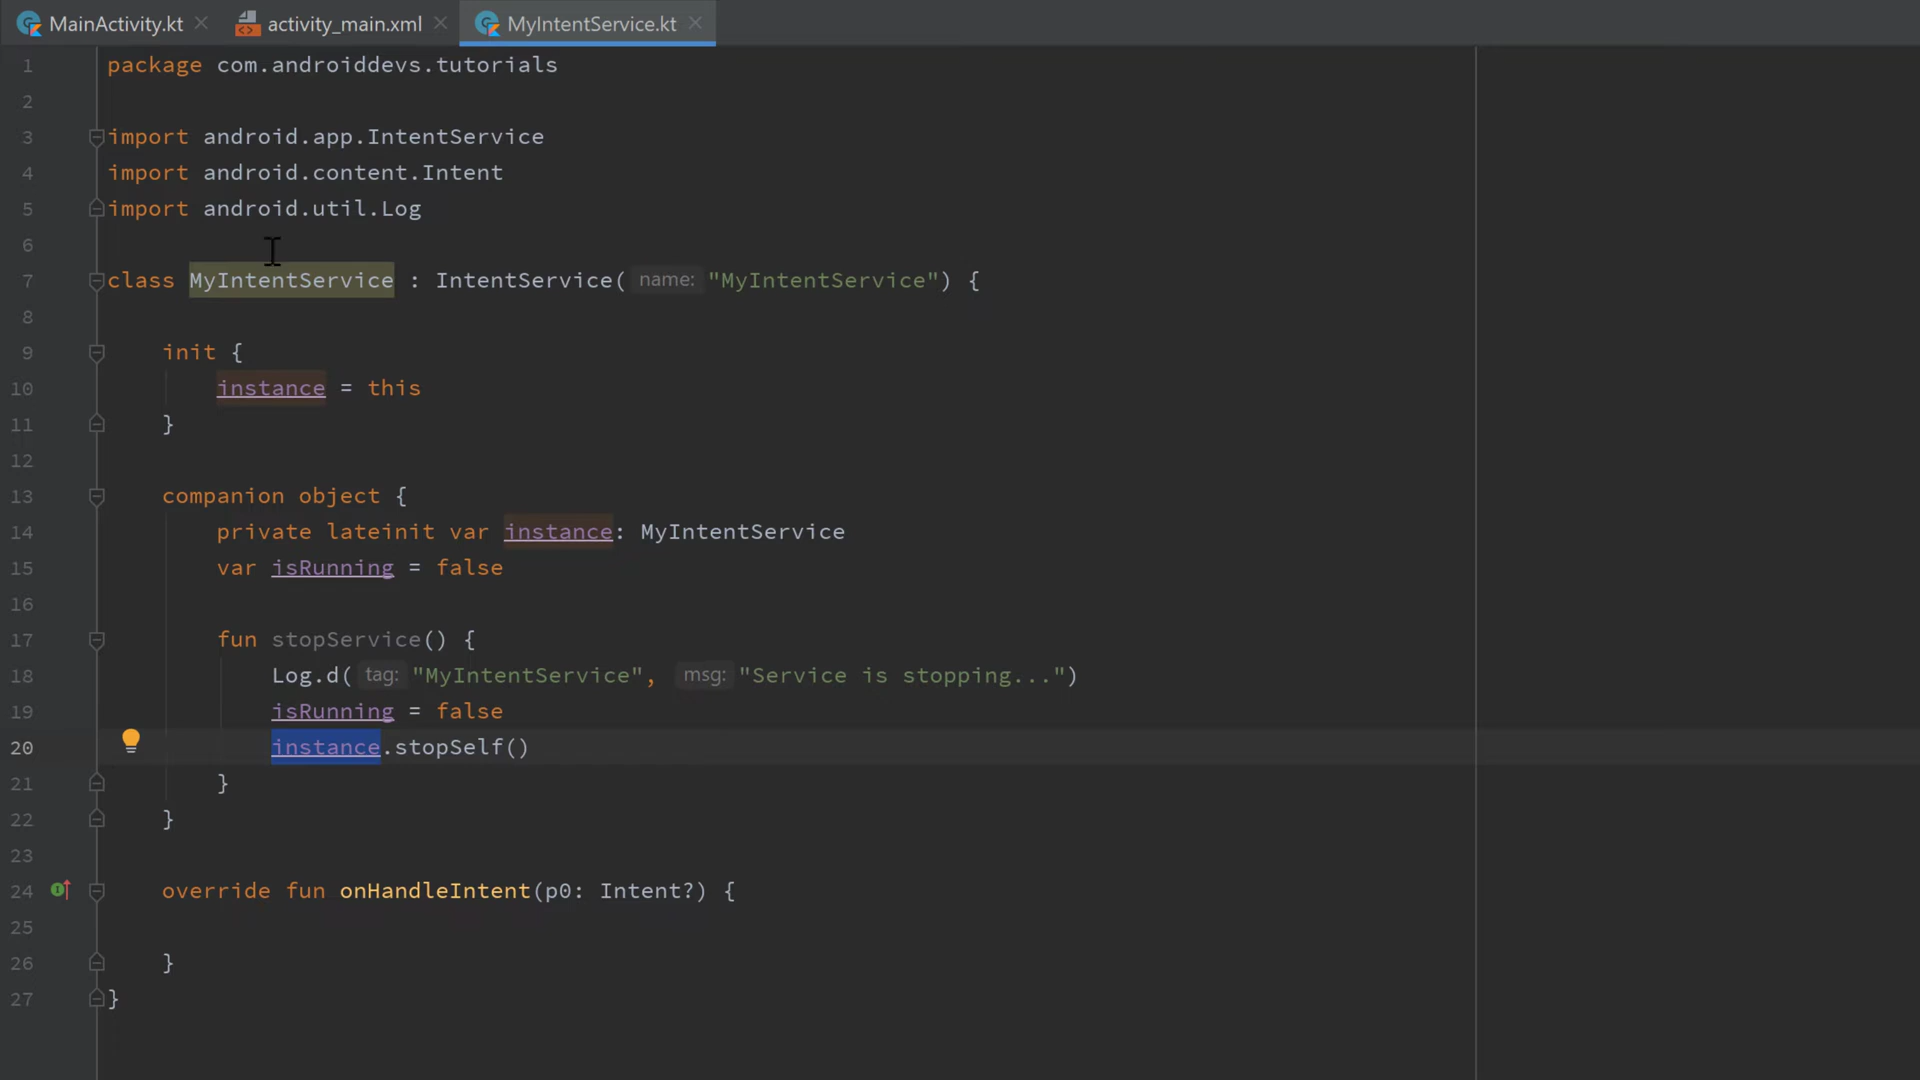 MainActivity.kt activity_main.xml MyIntentService.kt
1 package com.androiddevs.tutorials
2
3 import android.app.IntentService
4 import android.content.Intent
5 import android.util.Log
6
7 class MyIntentService : IntentService( name: "MyIntentService") {
8
9 init {
10 instance = this
11 }
12
13 companion object {
14 private lateinit var instance: MyIntentService
15 var isRunning = false
16
17 fun stopService() {
18 Log.d( tag: "MyIntentService", msg: "Service is stopping...")
19 isRunning = false
20 instance.stopSelf()
21 }
22 }
23
24 override fun onHandleIntent(p0: Intent?) {
25
26 }
27 }